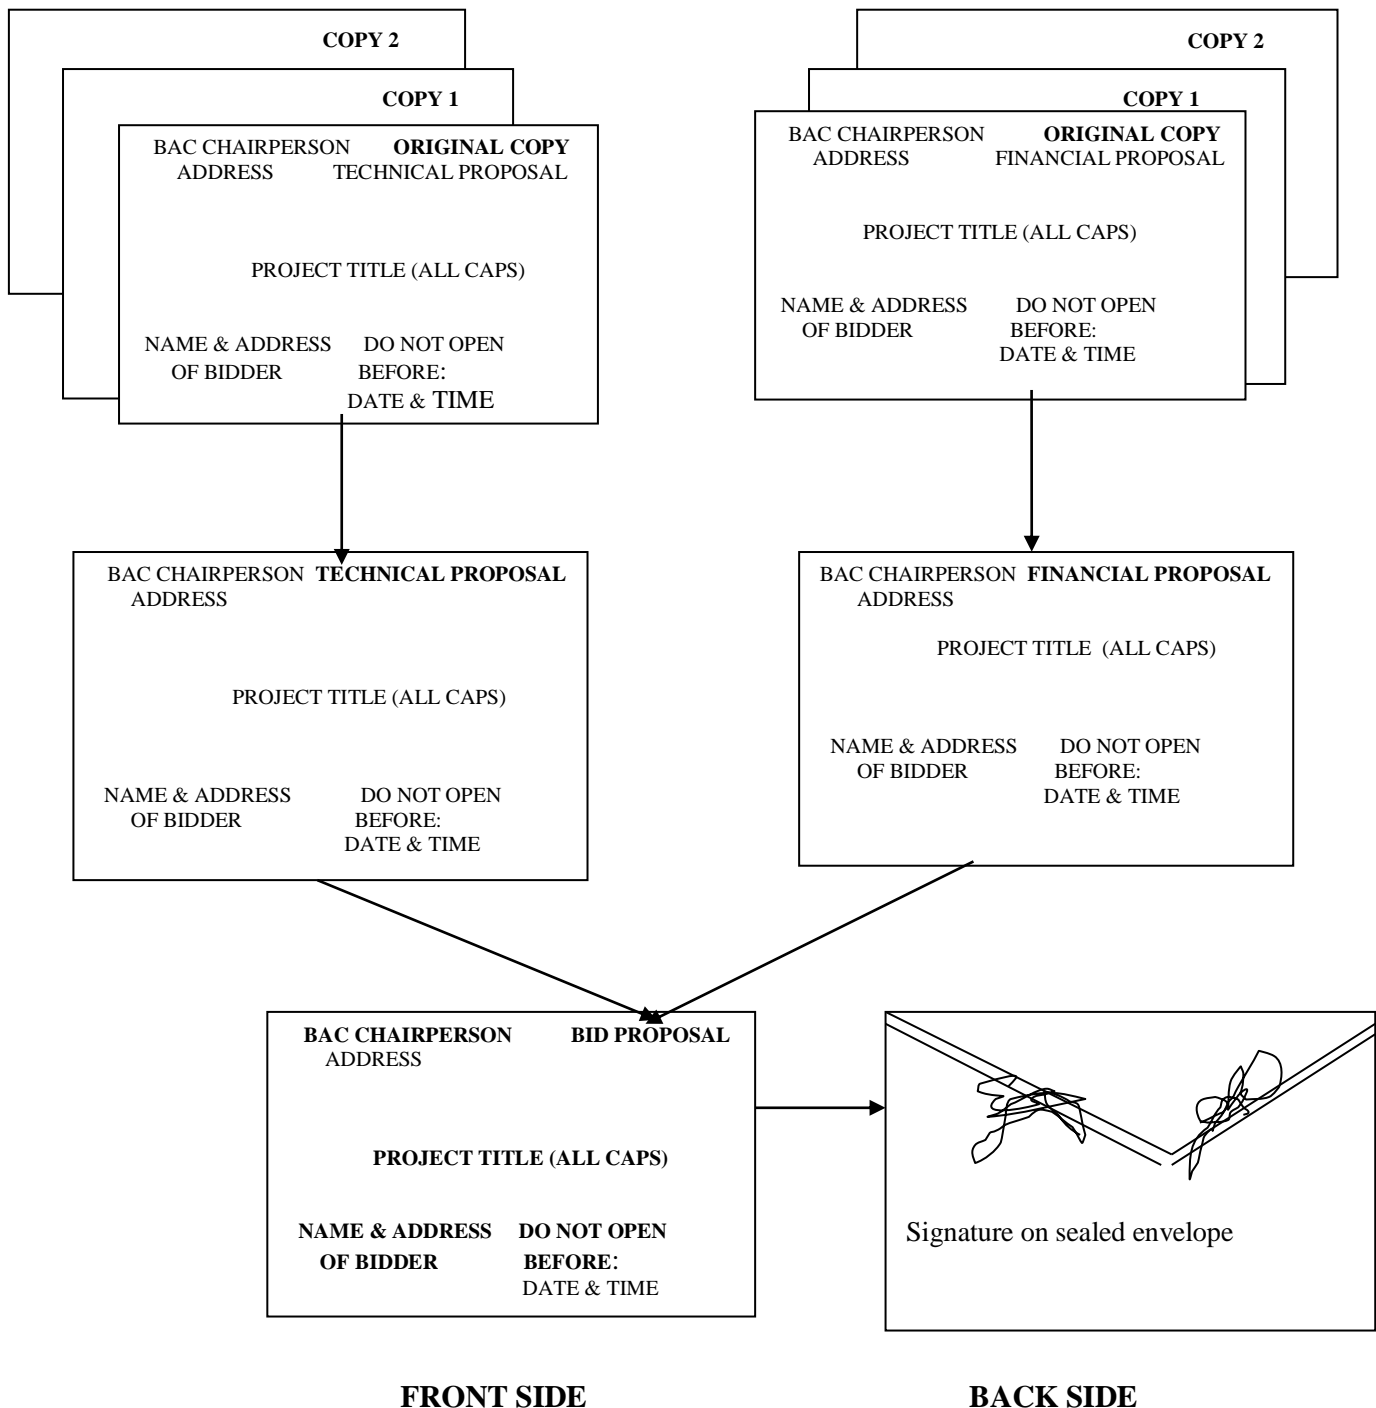 COPY 2
COPY 1
BAC CHAIRPERSON ORIGINAL COPY
ADDRESS TECHNICAL PROPOSAL
PROJECT TITLE (ALL CAPS)
NAME & ADDRESS DO NOT OPEN
OF BIDDER BEFORE:
DATE & TIME
COPY 2
COPY 1
BAC CHAIRPERSON ORIGINAL COPY
ADDRESS FINANCIAL PROPOSAL
PROJECT TITLE (ALL CAPS)
NAME & ADDRESS DO NOT OPEN
OF BIDDER BEFORE:
DATE & TIME
BAC CHAIRPERSON TECHNICAL PROPOSAL
ADDRESS
PROJECT TITLE (ALL CAPS)
NAME & ADDRESS DO NOT OPEN
OF BIDDER BEFORE:
DATE & TIME
BAC CHAIRPERSON FINANCIAL PROPOSAL
ADDRESS
PROJECT TITLE (ALL CAPS)
NAME & ADDRESS DO NOT OPEN
OF BIDDER BEFORE:
DATE & TIME
BAC CHAIRPERSON BID PROPOSAL
ADDRESS
PROJECT TITLE (ALL CAPS)
NAME & ADDRESS DO NOT OPEN
OF BIDDER BEFORE:
DATE & TIME
Signature on sealed envelope
FRONT SIDE
BACK SIDE